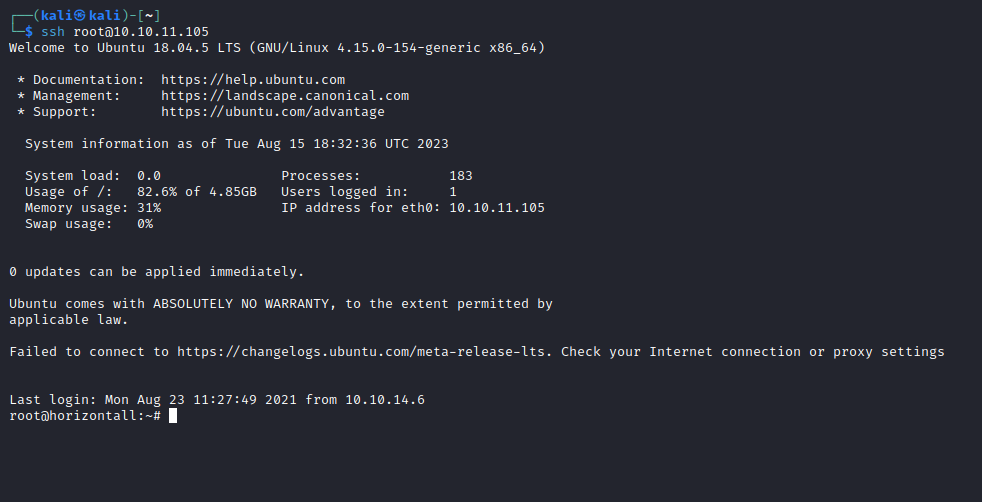 ┌──(kali㉿kali)-[~]
└─$ ssh root@10.10.11.105
Welcome to Ubuntu 18.04.5 LTS (GNU/Linux 4.15.0-154-generic x86_64)

 * Documentation:  https://help.ubuntu.com
 * Management:     https://landscape.canonical.com
 * Support:        https://ubuntu.com/advantage

  System information as of Tue Aug 15 18:32:36 UTC 2023

  System load:  0.0               Processes:           183
  Usage of /:   82.6% of 4.85GB   Users logged in:     1
  Memory usage: 31%               IP address for eth0: 10.10.11.105
  Swap usage:   0%


0 updates can be applied immediately.

Ubuntu comes with ABSOLUTELY NO WARRANTY, to the extent permitted by
applicable law.

Failed to connect to https://changelogs.ubuntu.com/meta-release-lts. Check your Internet connection or proxy settings


Last login: Mon Aug 23 11:27:49 2021 from 10.10.14.6
root@horizontall:~#